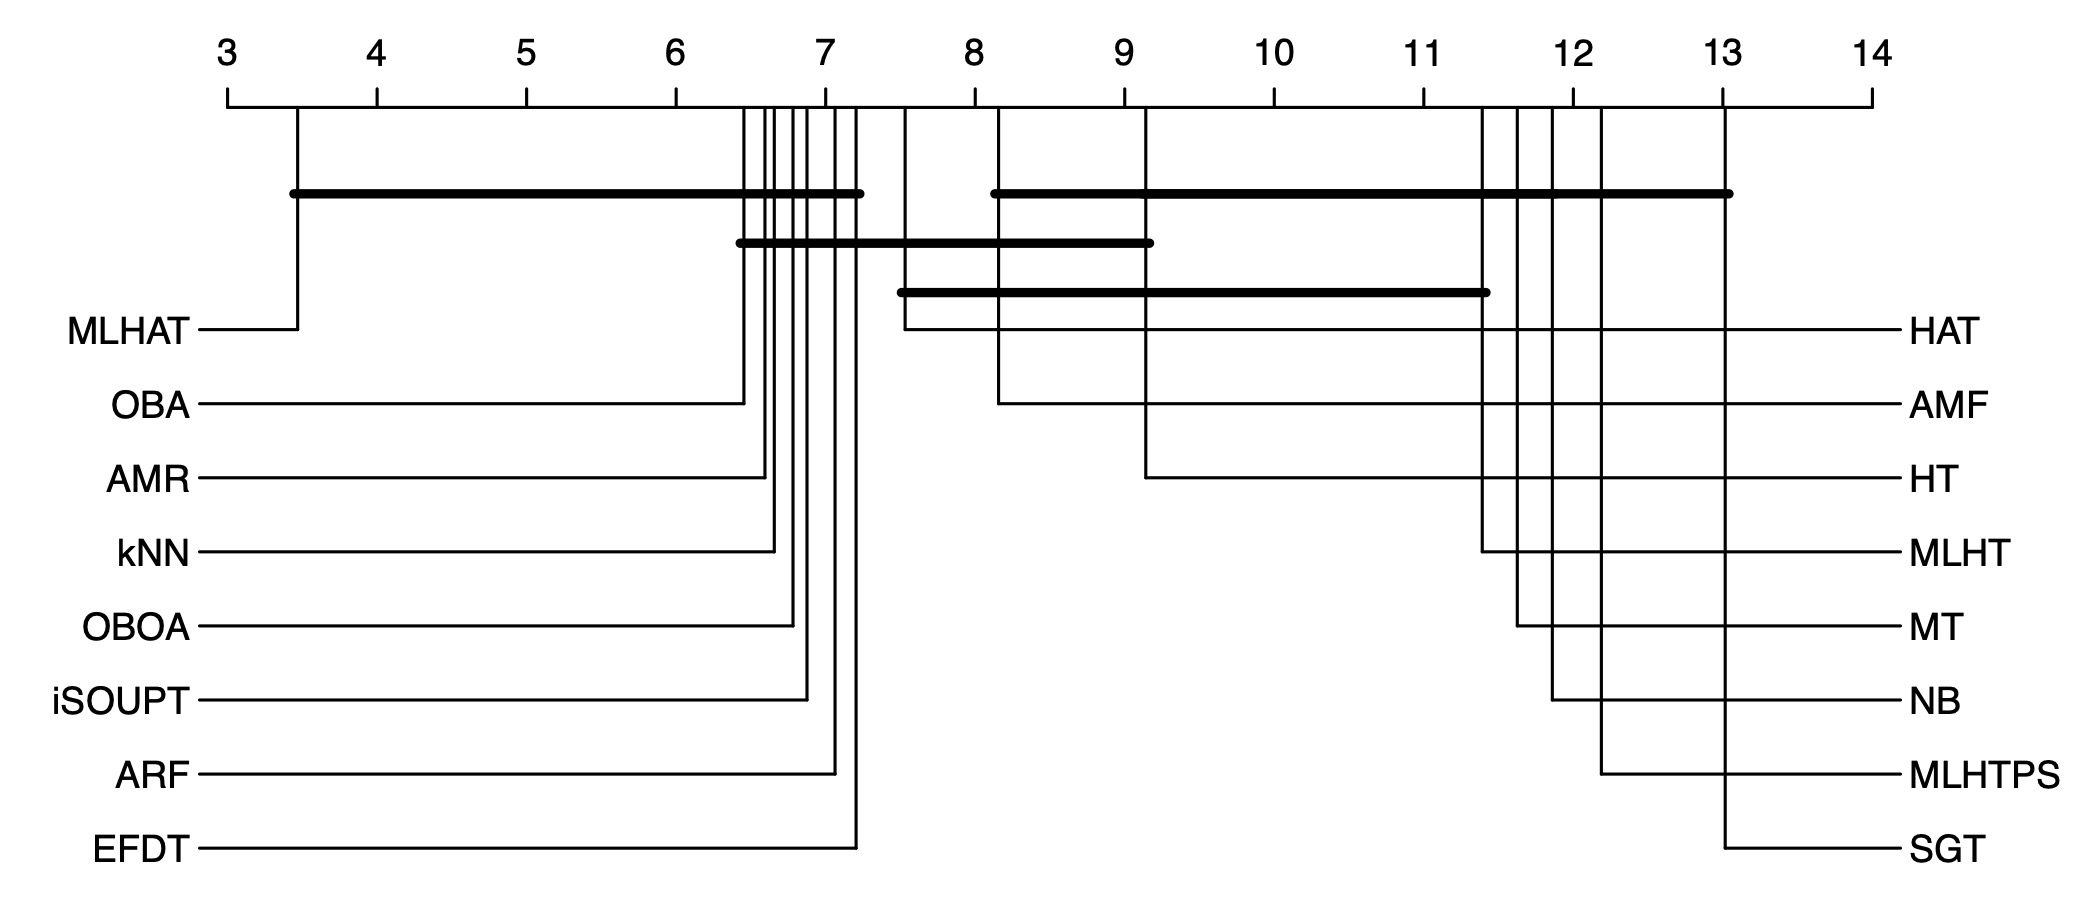 3 4 5 6 7 8 9 10 11 12 13 14
MLHAT HAT
OBA AMF
AMR HT
kNN MLHT
OBOA MT
iSOUPT NB
ARF MLHTPS
EFDT SGT